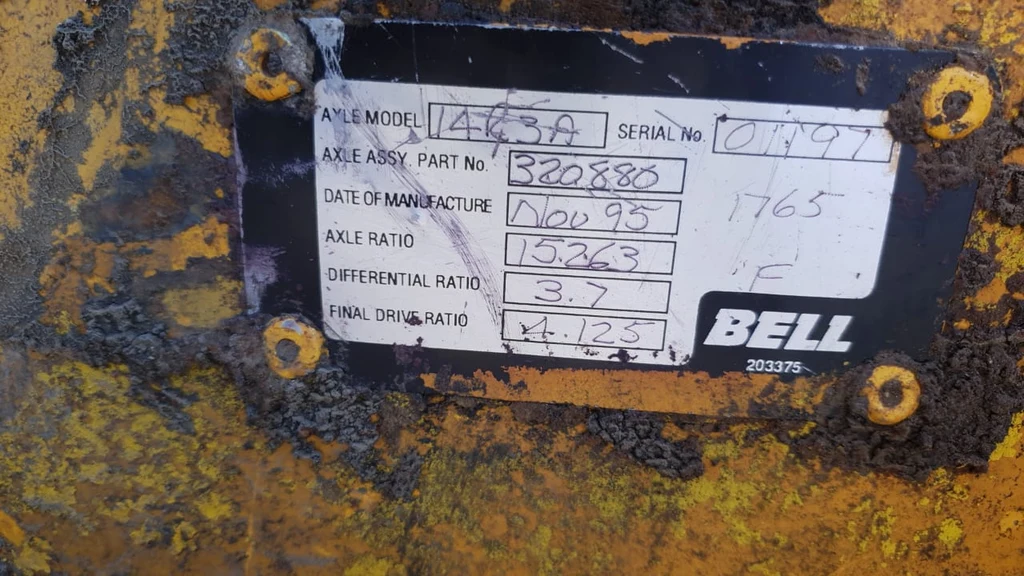 AXLE MODEL SERIAL No.
AXLE ASSY. PART No. 320880
DATE OF MANUFACTURE Nov 95 1765
AXLE RATIO 15.263
DIFFERENTIAL RATIO 3.7 F
FINAL DRIVE RATIO 4.125
BELL
203375